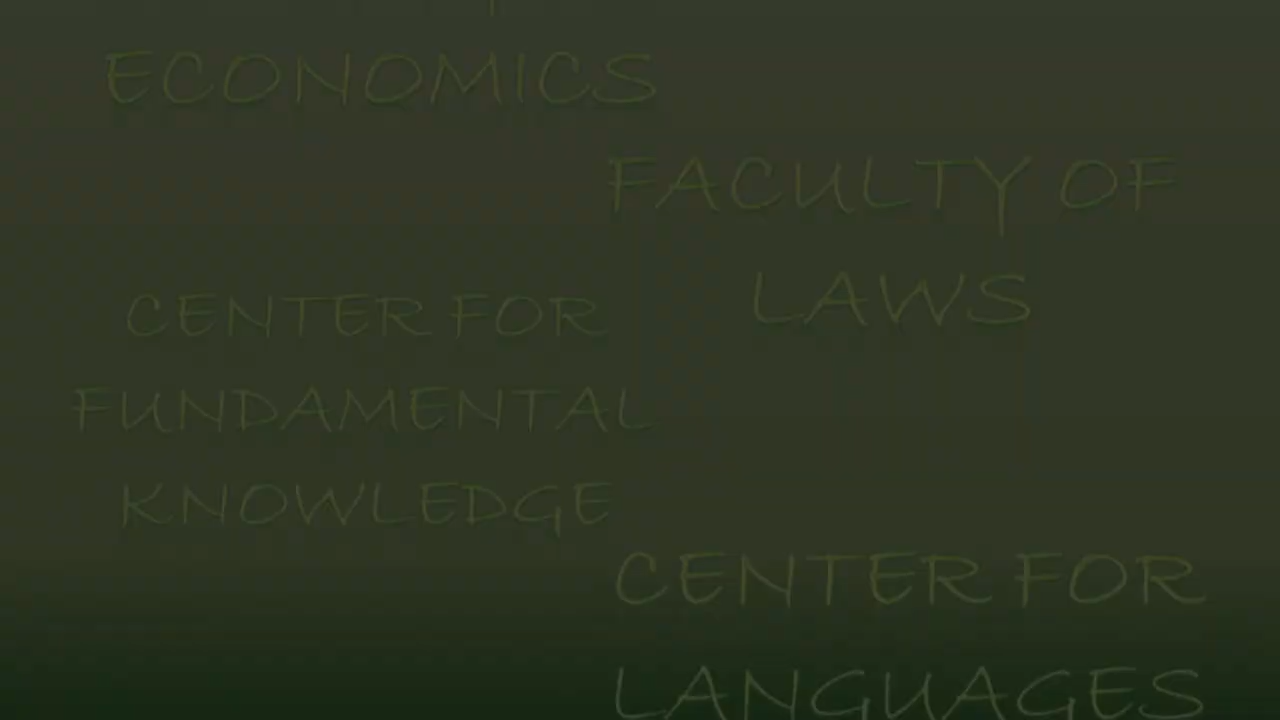 ECONOMICS
FACULTY OF
LAWS
CENTER FOR
FUNDAMENTAL
KNOWLEDGE
CENTER FOR
LANGUAGES